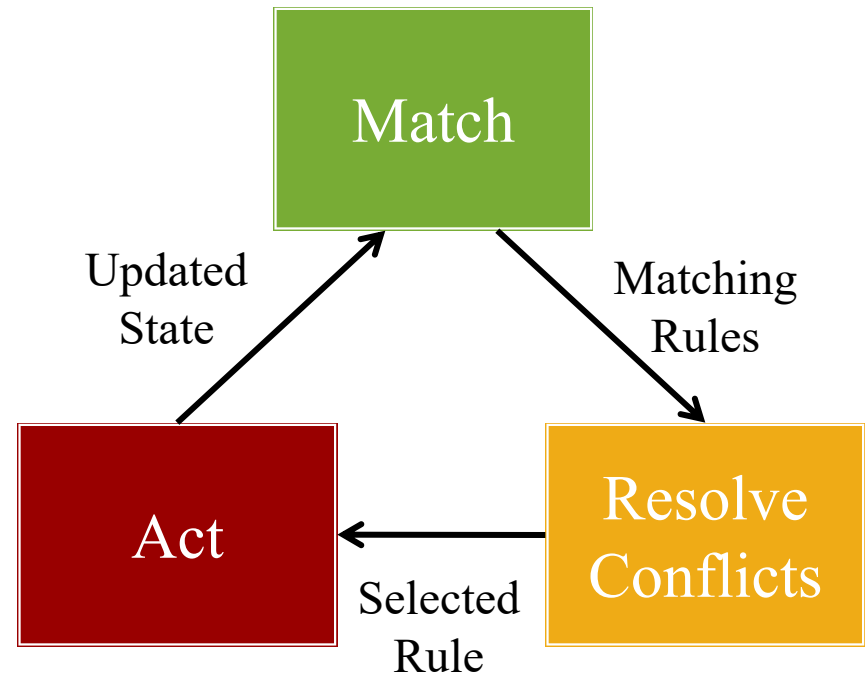 Match
Updated
State
Matching
Rules
Act
Resolve
Conflicts
Selected
Rule